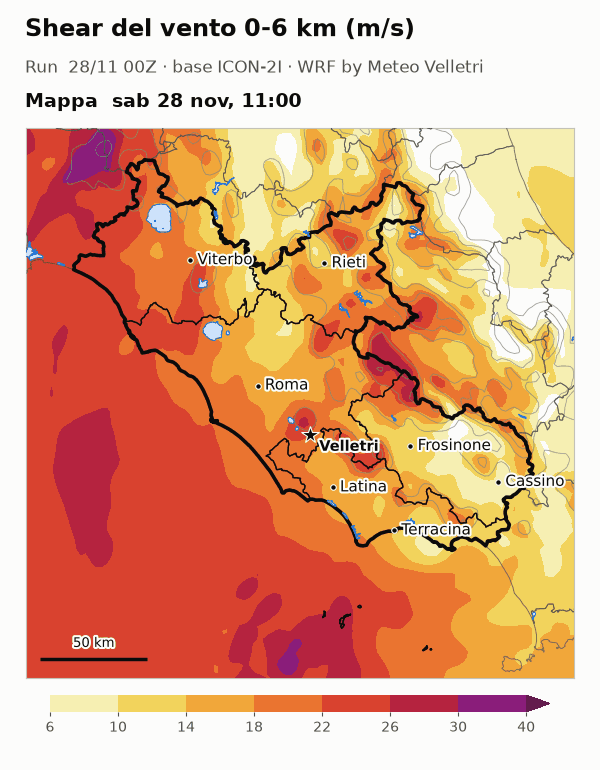 Shear del vento 0-6 km (m/s)
Run  28/11 00Z · base ICON-2I · WRF by Meteo Velletri
Mappa  sab 28 nov, 11:00
Viterbo
Rieti
Roma
Velletri
Frosinone
Cassino
Latina
Terracina
50 km
6 10 14 18 22 26 30 40